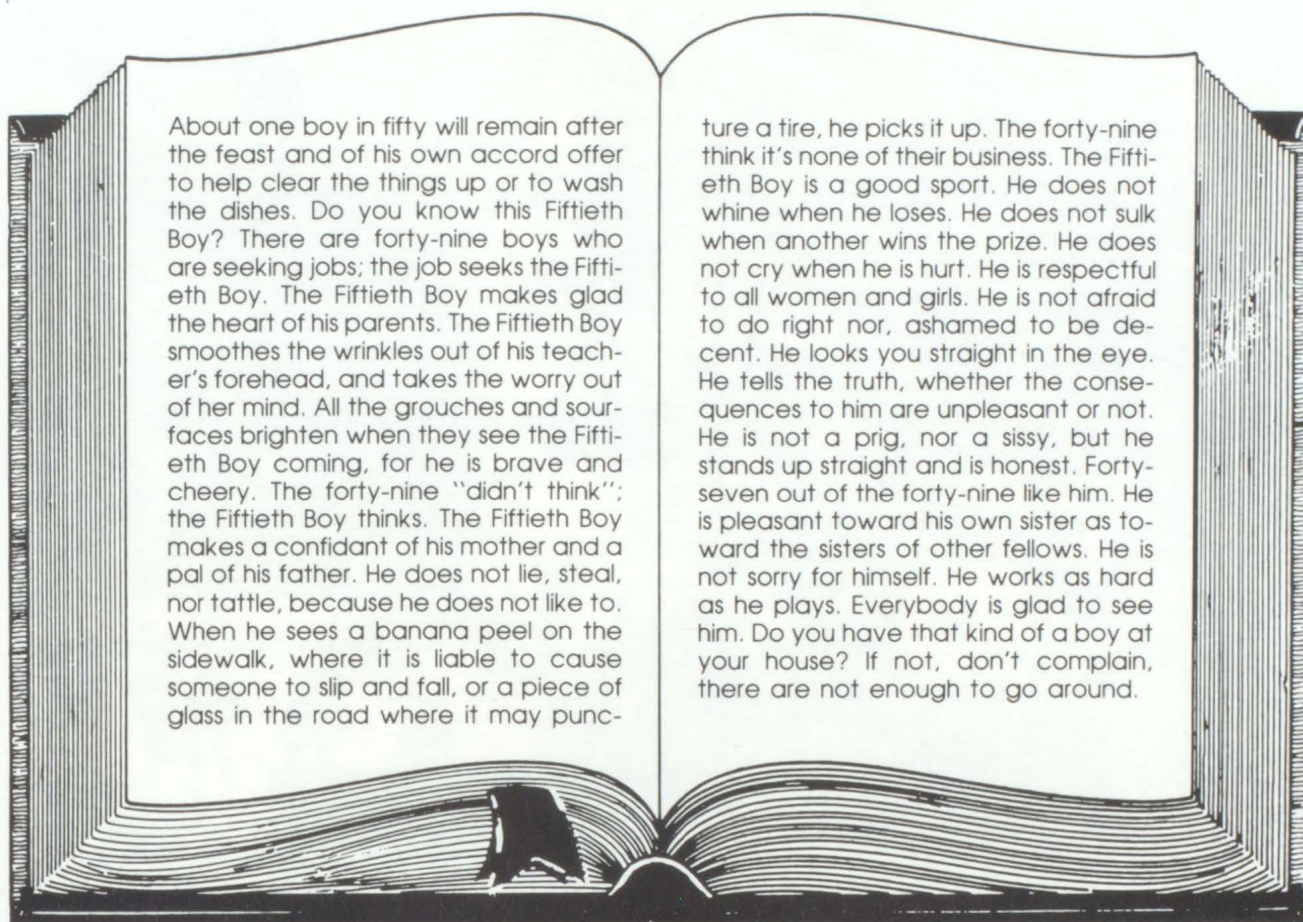 About one boy in fifty will remain after
the feast and of his own accord offer
to help clear the things up or to wash
the dishes. Do you know this Fiftieth
Boy? There are forty-nine boys who
are seeking jobs; the job seeks the Fifti-
eth Boy. The Fiftieth Boy makes glad
the heart of his parents. The Fiftieth Boy
smoothes the wrinkles out of his teach-
er's forehead, and takes the worry out
of her mind. All the grouches and sour-
faces brighten when they see the Fifti-
eth Boy coming, for he is brave and
cheery. The forty-nine "didn't think";
the Fiftieth Boy thinks. The Fiftieth Boy
makes a confidant of his mother and a
pal of his father. He does not lie, steal,
nor tattle, because he does not like to.
When he sees a banana peel on the
sidewalk, where it is liable to cause
someone to slip and fall, or a piece of
glass in the road where it may punc-
ture a tire, he picks it up. The forty-nine
think it's none of their business. The Fifti-
eth Boy is a good sport. He does not
whine when he loses. He does not sulk
when another wins the prize. He does
not cry when he is hurt. He is respectful
to all women and girls. He is not afraid
to do right nor, ashamed to be de-
cent. He looks you straight in the eye.
He tells the truth, whether the conse-
quences to him are unpleasant or not.
He is not a prig, nor a sissy, but he
stands up straight and is honest. Forty-
seven out of the forty-nine like him. He
is pleasant toward his own sister as to-
ward the sisters of other fellows. He is
not sorry for himself. He works as hard
as he plays. Everybody is glad to see
him. Do you have that kind of a boy at
your house? If not, don't complain,
there are not enough to go around.